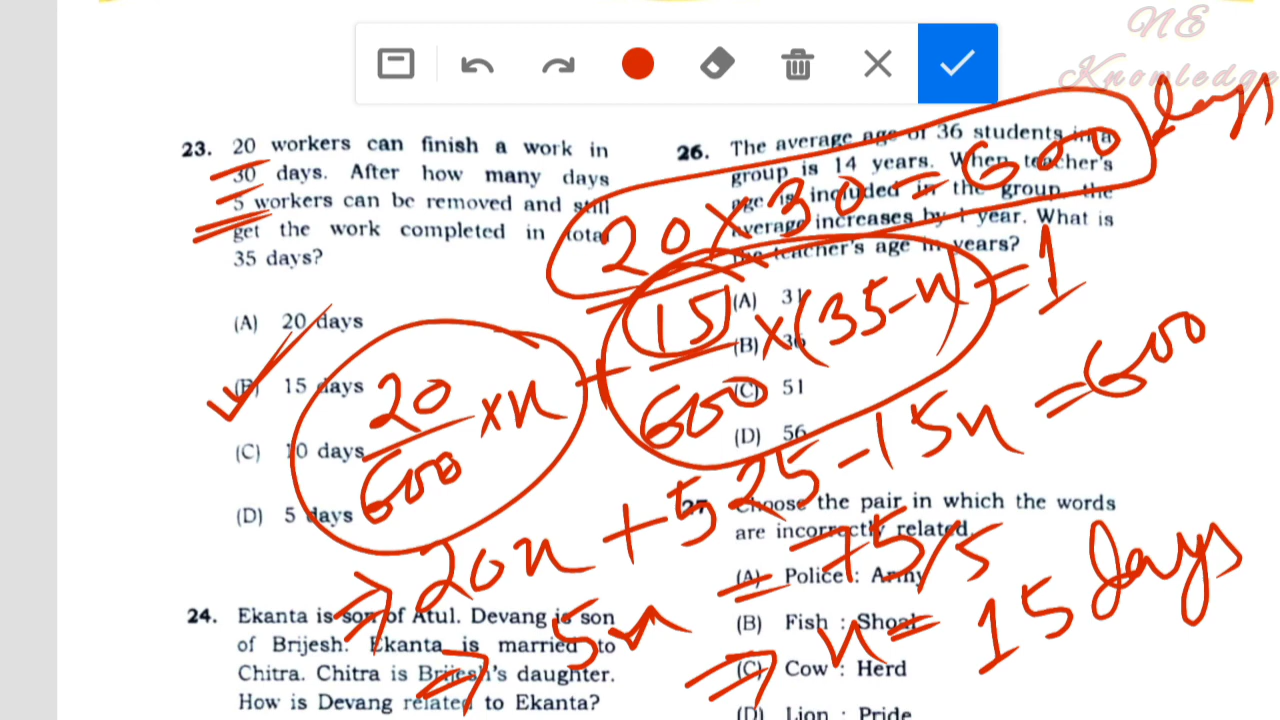 NE
Knowledge
23. 20 workers can finish a work in
30 days. After how many days
5 workers can be removed and still
get the work completed in total
35 days?
(A) 20 days
(B) 15 days
(C) 10 days
(D) 5 days
24. Ekanta is son of Atul. Devang is son
of Brijesh. Ekanta is married to
Chitra. Chitra is Brijesh's daughter.
How is Devang related to Ekanta?
26. The average age of 36 students in a
group is 14 years. When teacher's
age is included in the group the
average increases by 1 year. What is
the teacher's age in years?
(A) 31
(B) 36
(C) 51
(D) 56
27. Choose the pair in which the words
are incorrectly related.
(A) Police : Army
(B) Fish : Shoal
(C) Cow : Herd
(D) Lion : Pride
20 × 30 = 600 days
20/600 × n + 15/600 × (35-n) = 1
⇒ 20n + 525 - 15n = 600
⇒ 5n = 75/5
⇒ n = 15 days